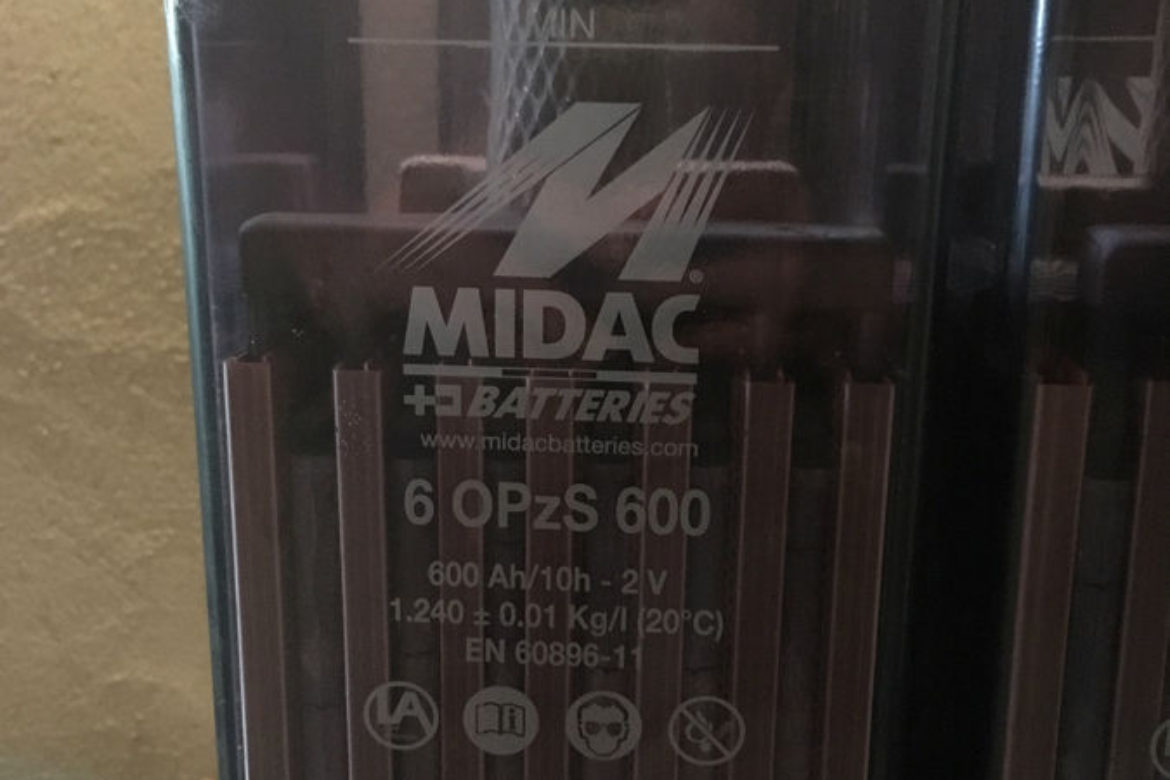 MIN
MIDAC
BATTERIES
www.midacbatteries.com
6 OPzS 600
600 Ah/10h - 2 V
1.240 ± 0.01 Kg/l (20°C)
EN 60896-11
LA
i